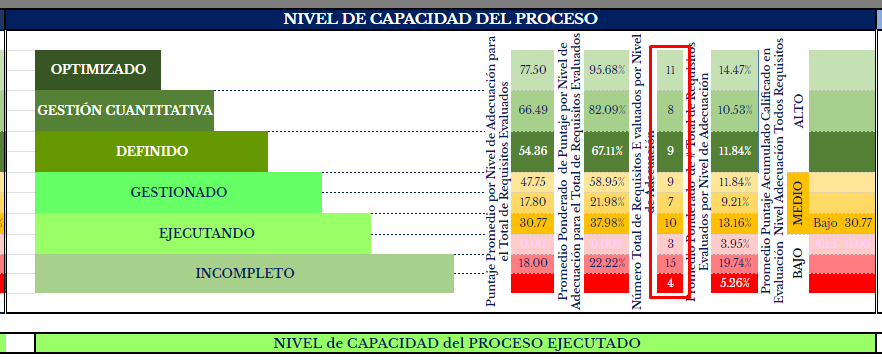 NIVEL DE CAPACIDAD DEL PROCESO
Puntaje Promedio por Nivel de Adecuación para
el Total de Requisitos Evaluados
Promedio Ponderado de Puntaje por Nivel de
Adecuación para el Total de Requisitos Evaluados
Número Total de Requisitos Evaluados por Nivel
de Adecuación
Promedio Ponderado de # Total de Requisitos
Evaluados por Nivel de Adecuación
Promedio Puntaje Acumulado Calificado en
Evaluación Nivel Adecuación Todos Requisitos
OPTIMIZADO 77.50 95.68% 11 14.47%
GESTIÓN CUANTITATIVA 66.49 82.09% 8 10.53%
ALTO
DEFINIDO 54.36 67.11% 9 11.84%
GESTIONADO 47.75 58.95% 9 11.84%
17.80 21.98% 7 9.21%
MEDIO
EJECUTANDO 30.77 37.98% 10 13.16% Bajo 30.77
3 3.95%
BAJO
INCOMPLETO 18.00 22.22% 15 19.74%
4 5.26%
NIVEL de CAPACIDAD del PROCESO EJECUTADO